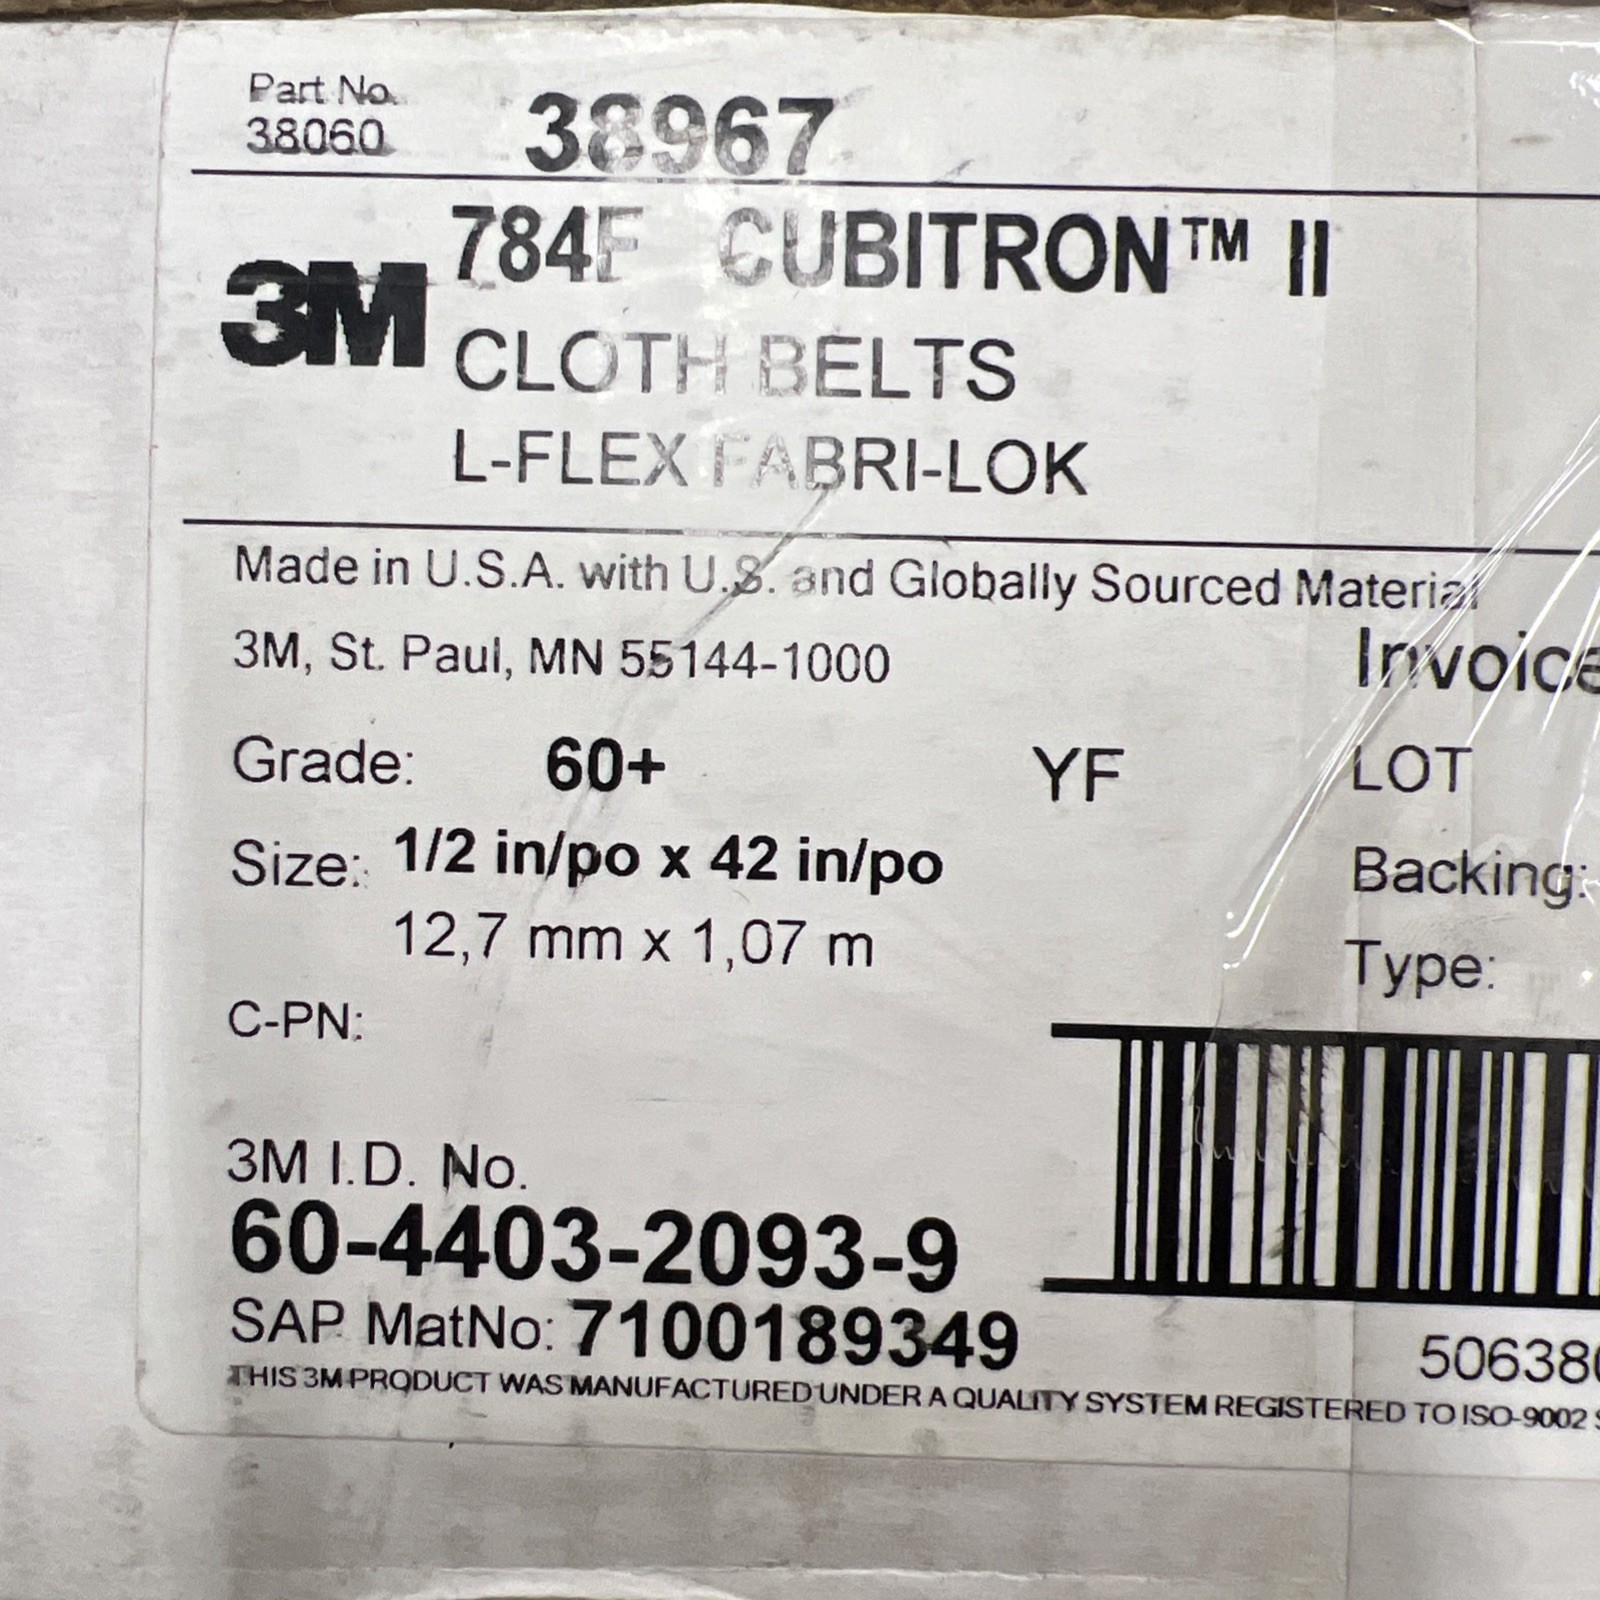 Part No.
38060 38967
3M 784F CUBITRON™ II
CLOTH BELTS
L-FLEX FABRI-LOK
Made in U.S.A. with U.S. and Globally Sourced Material
3M, St. Paul, MN 55144-1000
Invoice
Grade: 60+ YF LOT
Size: 1/2 in/po x 42 in/po Backing:
12,7 mm x 1,07 m
Type:
C-PN:
3M I.D. No.
60-4403-2093-9
SAP MatNo: 7100189349
50638
THIS 3M PRODUCT WAS MANUFACTURED UNDER A QUALITY SYSTEM REGISTERED TO ISO-9002